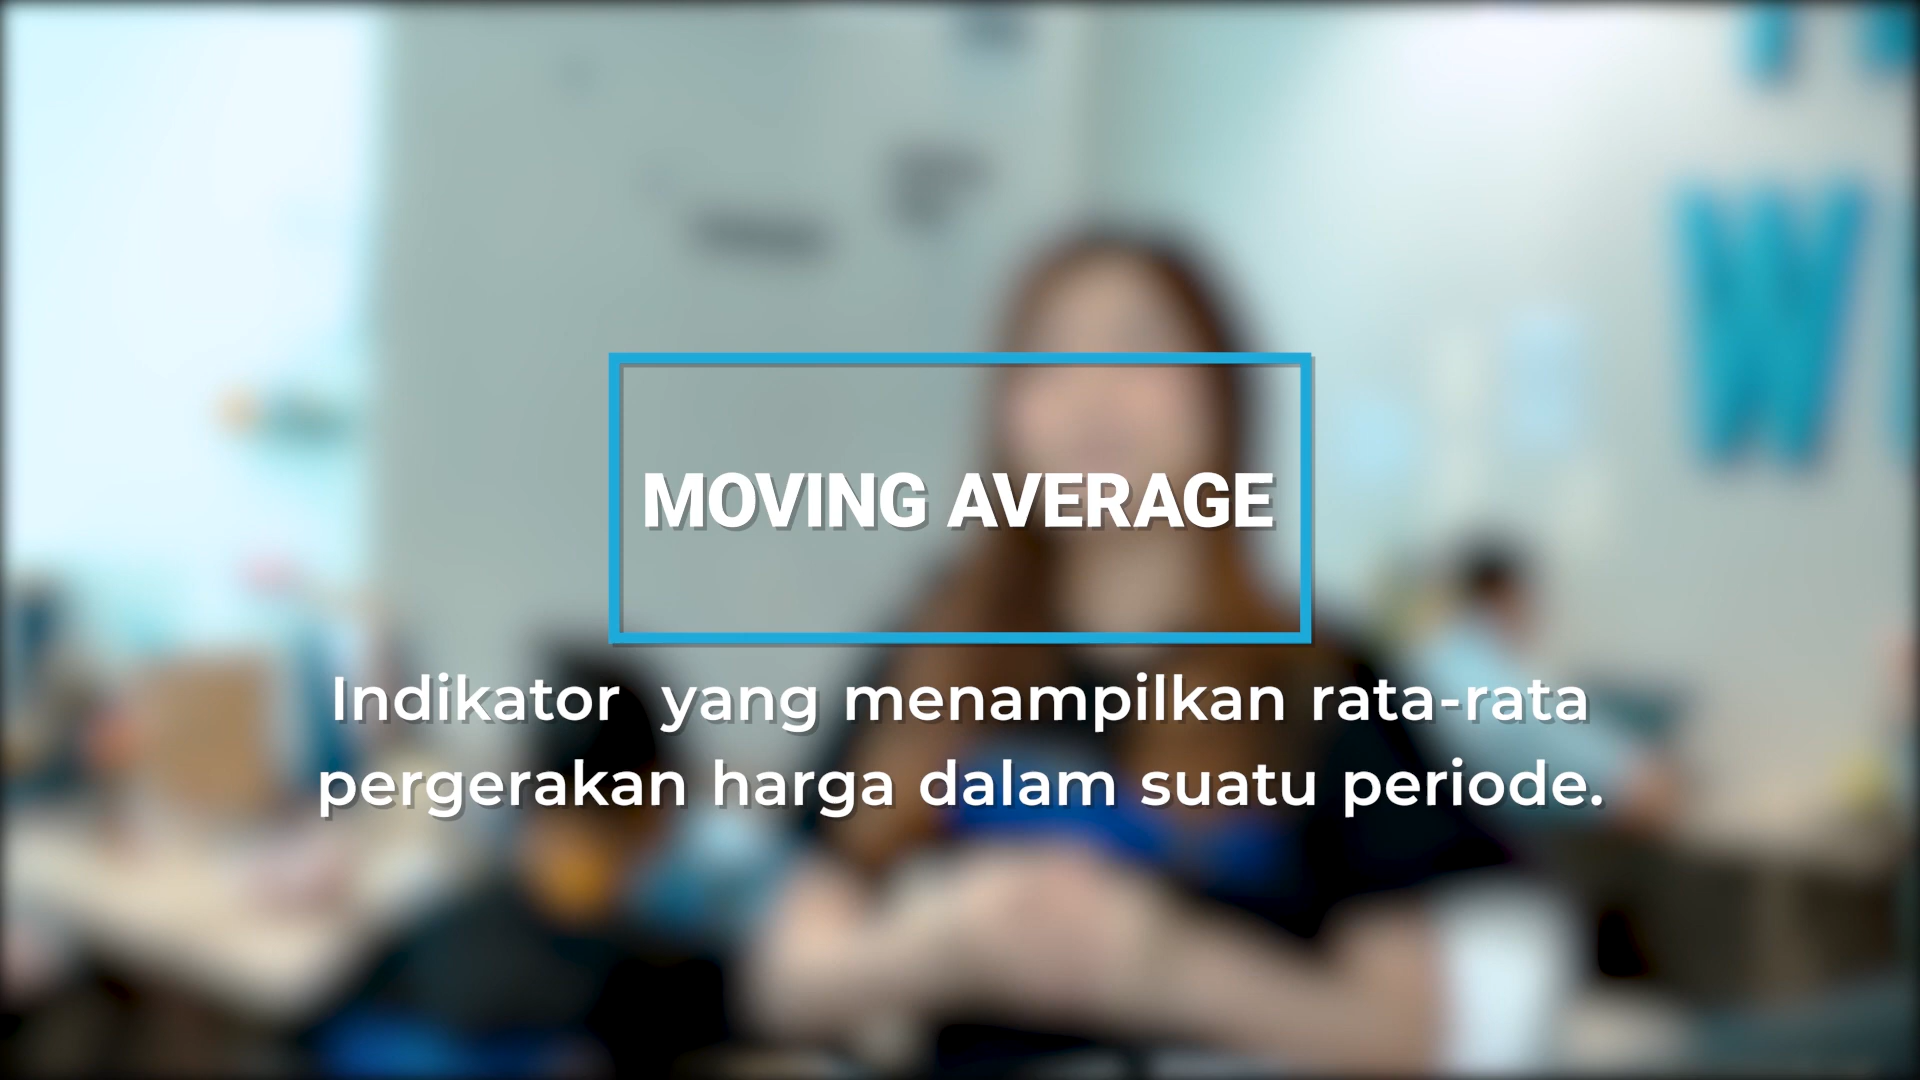 W
MOVING AVERAGE
Indikator  yang menampilkan rata-rata
pergerakan harga dalam suatu periode.